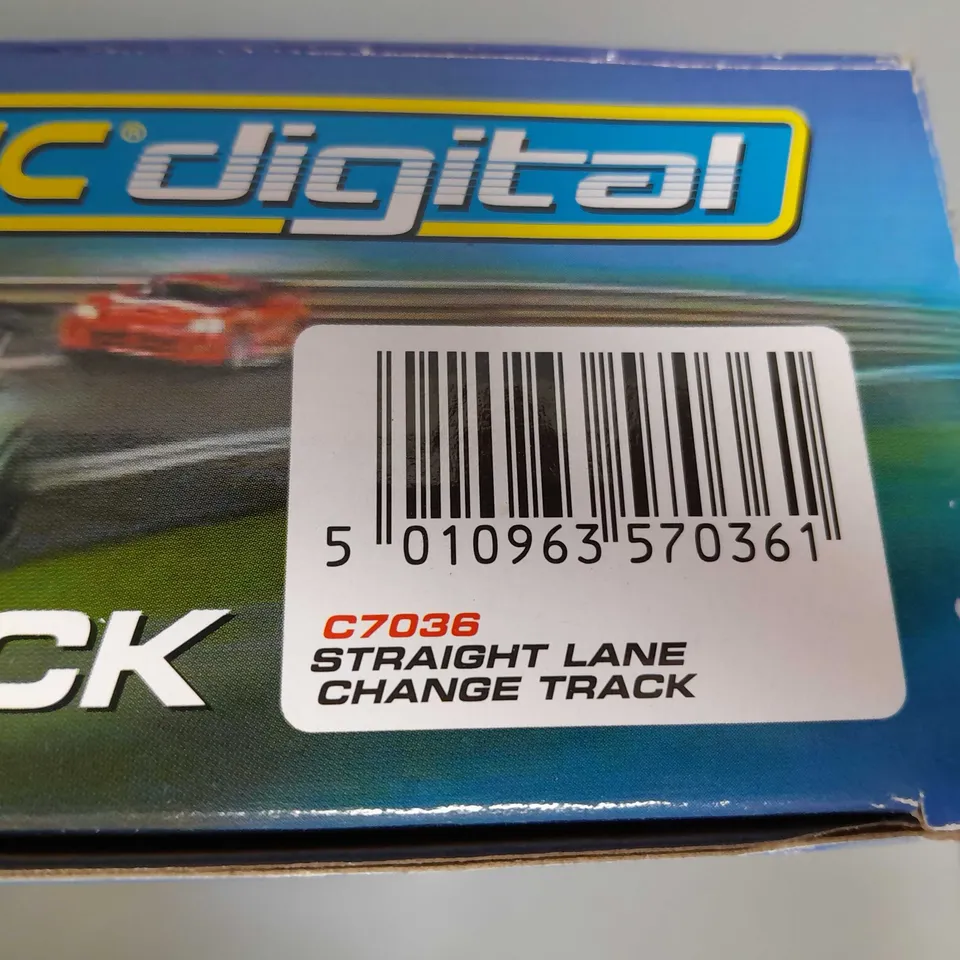 C® digital
5 010963 570361
C7036
STRAIGHT LANE
CHANGE TRACK
CK